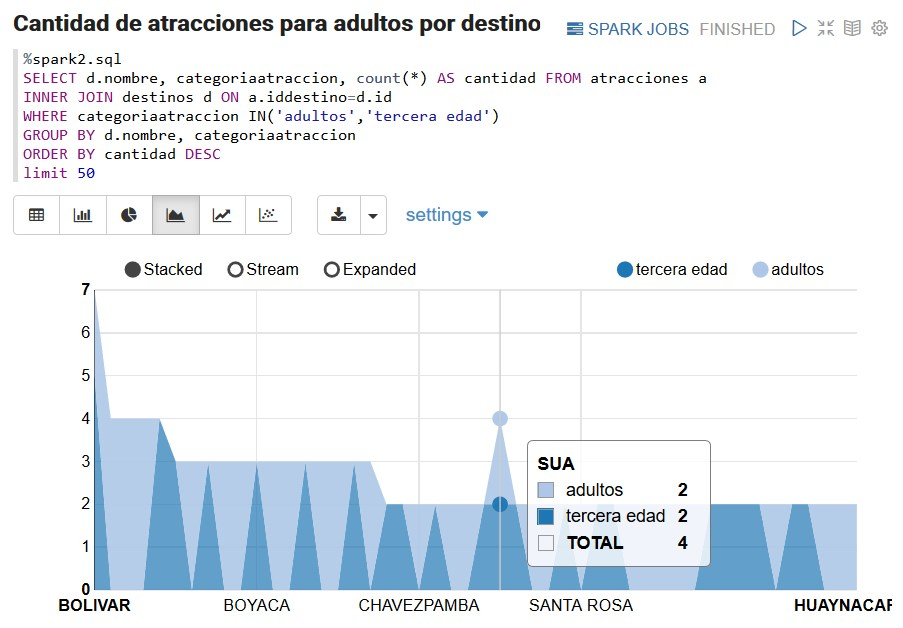 Cantidad de atracciones para adultos por destino
SPARK JOBS FINISHED
%spark2.sql
SELECT d.nombre, categoriaatraccion, count(*) AS cantidad FROM atracciones a
INNER JOIN destinos d ON a.iddestino=d.id
WHERE categoriaatraccion IN('adultos','tercera edad')
GROUP BY d.nombre, categoriaatraccion
ORDER BY cantidad DESC
limit 50
settings
Stacked Stream Expanded tercera edad adultos
7
6
5
4
3
2
1
0
SUA
adultos 2
tercera edad 2
TOTAL 4
BOLIVAR BOYACA CHAVEZPAMBA SANTA ROSA HUAYNACAF